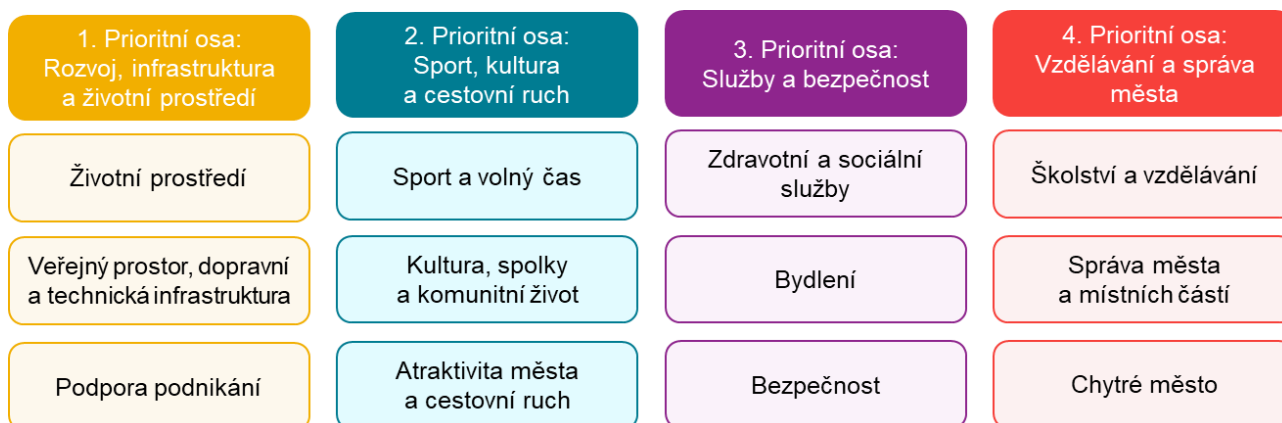 1. Prioritní osa:
Rozvoj, infrastruktura
a životní prostředí
Životní prostředí
Veřejný prostor, dopravní
a technická infrastruktura
Podpora podnikání
2. Prioritní osa:
Sport, kultura
a cestovní ruch
Sport a volný čas
Kultura, spolky
a komunitní život
Atraktivita města
a cestovní ruch
3. Prioritní osa:
Služby a bezpečnost
Zdravotní a sociální
služby
Bydlení
Bezpečnost
4. Prioritní osa:
Vzdělávání a správa
města
Školství a vzdělávání
Správa města
a místních částí
Chytré město